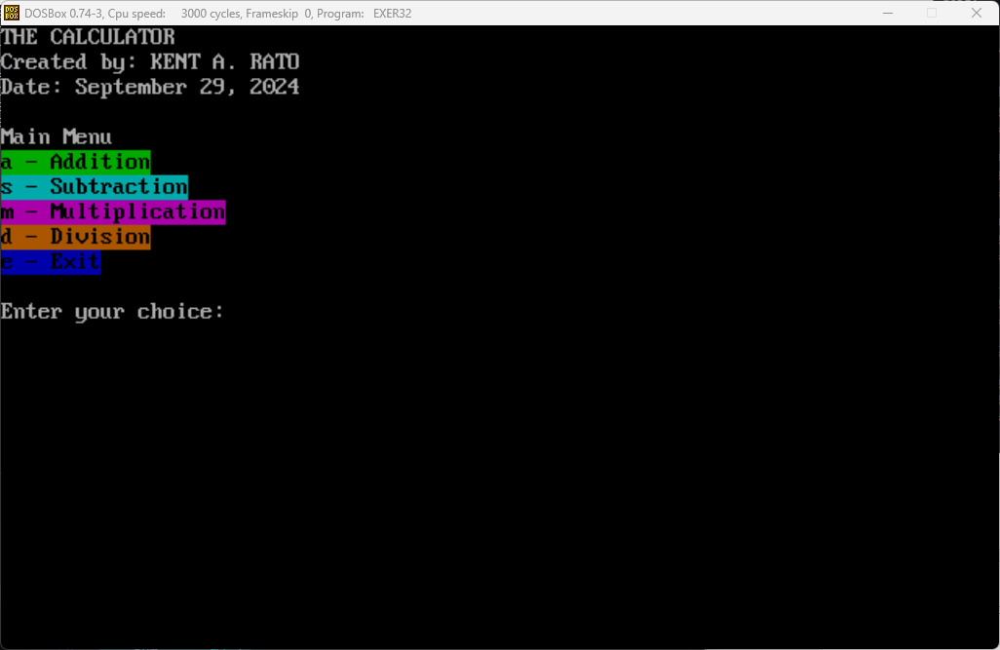 DOSBox 0.74-3, Cpu speed: 3000 cycles, Frameskip 0, Program: EXER32
THE CALCULATOR
Created by: KENT A. RATO
Date: September 29, 2024
Main Menu
a - Addition
s - Subtraction
m - Multiplication
d - Division
e - Exit
Enter your choice: